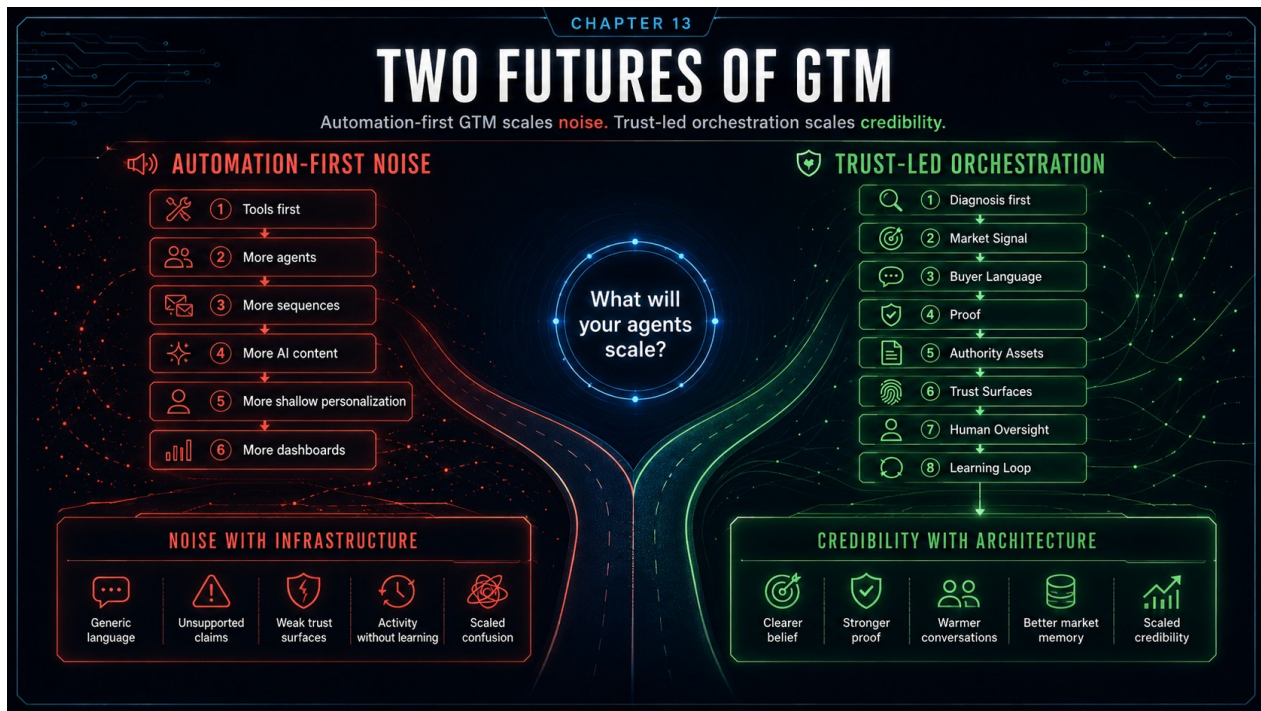 CHAPTER 13
TWO FUTURES OF GTM
Automation-first GTM scales noise. Trust-led orchestration scales credibility.
AUTOMATION-FIRST NOISE
1 Tools first
2 More agents
3 More sequences
4 More AI content
5 More shallow personalization
6 More dashboards
NOISE WITH INFRASTRUCTURE
Generic
language
Unsupported
claims
Weak trust
surfaces
Activity
without learning
Scaled
confusion
What will
your agents
scale?
TRUST-LED ORCHESTRATION
1 Diagnosis first
2 Market Signal
3 Buyer Language
4 Proof
5 Authority Assets
6 Trust Surfaces
7 Human Oversight
8 Learning Loop
CREDIBILITY WITH ARCHITECTURE
Clearer
belief
Stronger
proof
Warmer
conversations
Better market
memory
Scaled
credibility